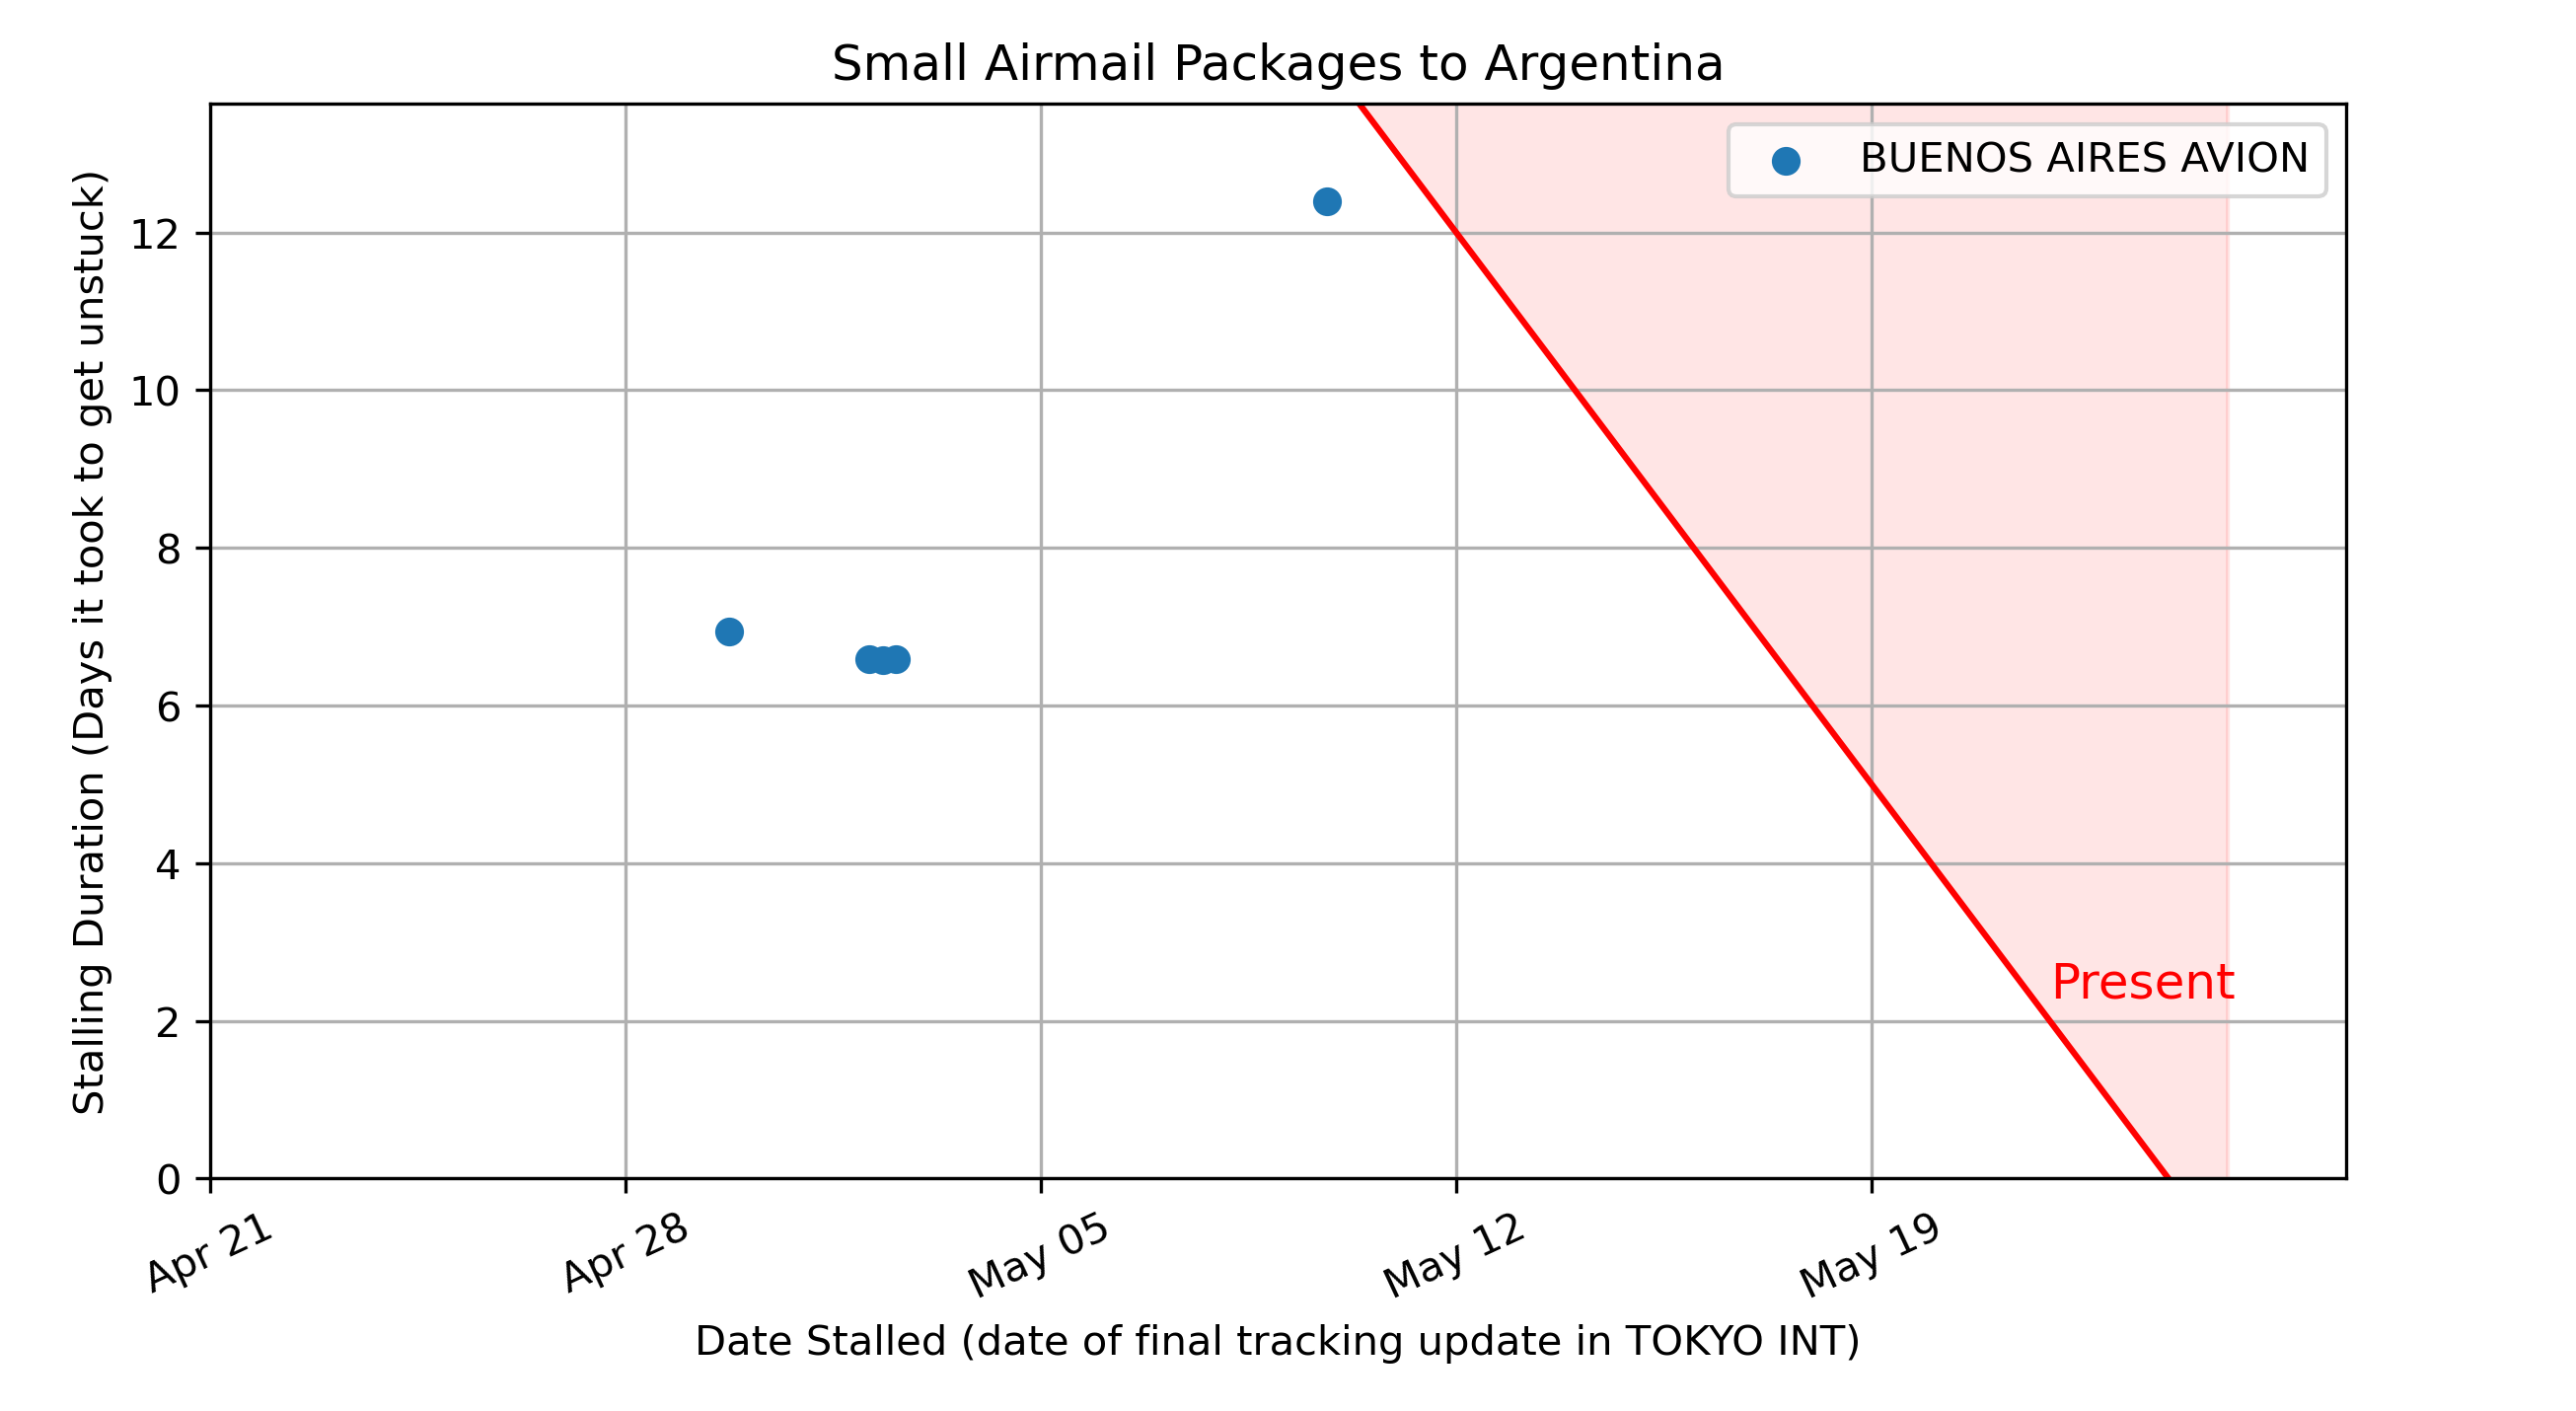 Small Airmail Packages to Argentina
BUENOS AIRES AVION
Stalling Duration (Days it took to get unstuck)
12
10
8
6
4
2
0
Present
Apr 21
Apr 28
May 05
May 12
May 19
Date Stalled (date of final tracking update in TOKYO INT)